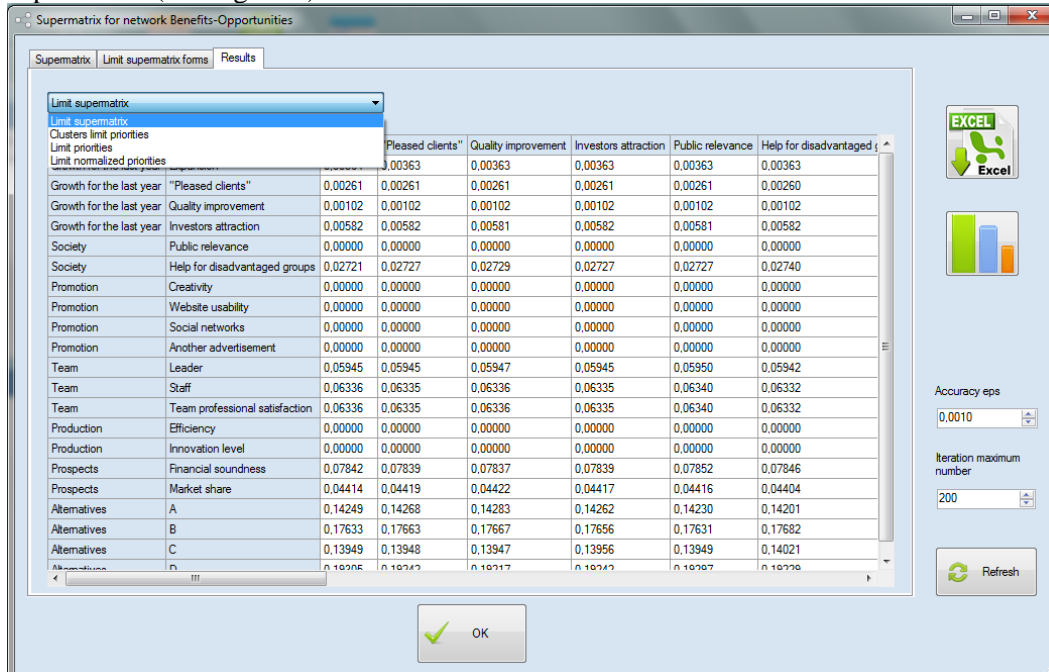 Supermatrix for network Benefits-Opportunities
Supermatrix Limit supermatrix forms Results
Limit supermatrix
Limit supermatrix
Clusters limit priorities
Limit priorities
Limit normalized priorities
"Pleased clients" Quality improvement Investors attraction Public relevance Help for disadvantaged
0,00363 0,00363 0,00363 0,00363 0,00363
Growth for the last year "Pleased clients" 0,00261 0,00261 0,00261 0,00261 0,00261 0,00260
Growth for the last year Quality improvement 0,00102 0,00102 0,00102 0,00102 0,00102 0,00102
Growth for the last year Investors attraction 0,00582 0,00582 0,00581 0,00582 0,00581 0,00582
Society Public relevance 0,00000 0,00000 0,00000 0,00000 0,00000 0,00000
Society Help for disadvantaged groups 0,02721 0,02727 0,02729 0,02727 0,02727 0,02740
Promotion Creativity 0,00000 0,00000 0,00000 0,00000 0,00000 0,00000
Promotion Website usability 0,00000 0,00000 0,00000 0,00000 0,00000 0,00000
Promotion Social networks 0,00000 0,00000 0,00000 0,00000 0,00000 0,00000
Promotion Another advertisement 0,00000 0,00000 0,00000 0,00000 0,00000 0,00000
Team Leader 0,05945 0,05945 0,05947 0,05945 0,05950 0,05942
Team Staff 0,06336 0,06335 0,06336 0,06335 0,06340 0,06332
Team Team professional satisfaction 0,06336 0,06335 0,06336 0,06335 0,06340 0,06332
Production Efficiency 0,00000 0,00000 0,00000 0,00000 0,00000 0,00000
Production Innovation level 0,00000 0,00000 0,00000 0,00000 0,00000 0,00000
Prospects Financial soundness 0,07842 0,07839 0,07837 0,07839 0,07852 0,07846
Prospects Market share 0,04414 0,04419 0,04422 0,04417 0,04416 0,04404
Alternatives A 0,14249 0,14268 0,14283 0,14262 0,14230 0,14201
Alternatives B 0,17633 0,17663 0,17667 0,17656 0,17631 0,17682
Alternatives C 0,13949 0,13948 0,13947 0,13956 0,13949 0,14021
Alternatives D 0,19305 0,19242 0,19217 0,19242 0,19297 0,19229
EXCEL
Excel
Accuracy eps
0,0010
Iteration maximum
number
200
Refresh
OK